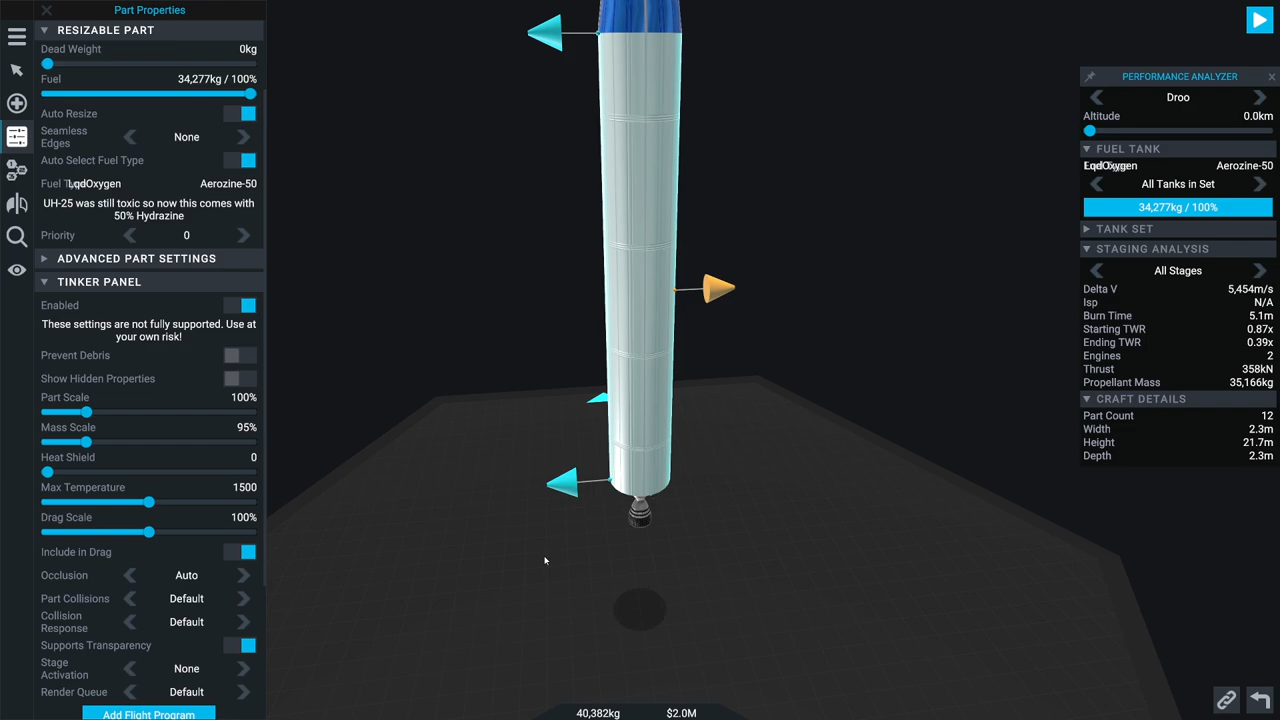 Part Properties
RESIZABLE PART
Dead Weight 0kg
Fuel 34,277kg / 100%
Auto Resize
Seamless
Edges
None
Auto Select Fuel Type
LqdOxygen Aerozine-50
UH-25 was still toxic so now this comes with
50% Hydrazine
Priority 0
ADVANCED PART SETTINGS
TINKER PANEL
Enabled
These settings are not fully supported. Use at
your own risk!
Prevent Debris
Show Hidden Properties
Part Scale 100%
Mass Scale 95%
Heat Shield 0
Max Temperature 1500
Drag Scale 100%
Include in Drag
Occlusion Auto
Part Collisions Default
Collision
Response
Default
Supports Transparency
Stage
Activation
None
Render Queue Default
Add Flight Program
40,382kg $2.0M
PERFORMANCE ANALYZER
Droo
Altitude 0.0km
FUEL TANK
Aerozine-50
All Tanks in Set
34,277kg / 100%
TANK SET
STAGING ANALYSIS
All Stages
Delta V 5,454m/s
Isp N/A
Burn Time 5.1m
Starting TWR 0.87x
Ending TWR 0.39x
Engines 2
Thrust 358kN
Propellant Mass 35,166kg
CRAFT DETAILS
Part Count 12
Width 2.3m
Height 21.7m
Depth 2.3m